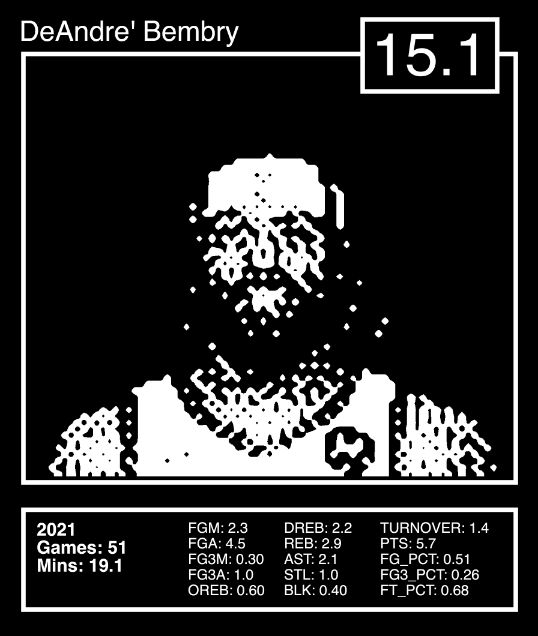 DeAndre' Bembry
15.1
2021
Games: 51
Mins: 19.1
FGM: 2.3
FGA: 4.5
FG3M: 0.30
FG3A: 1.0
OREB: 0.60
DREB: 2.2
REB: 2.9
AST: 2.1
STL: 1.0
BLK: 0.40
TURNOVER: 1.4
PTS: 5.7
FG_PCT: 0.51
FG3_PCT: 0.26
FT_PCT: 0.68